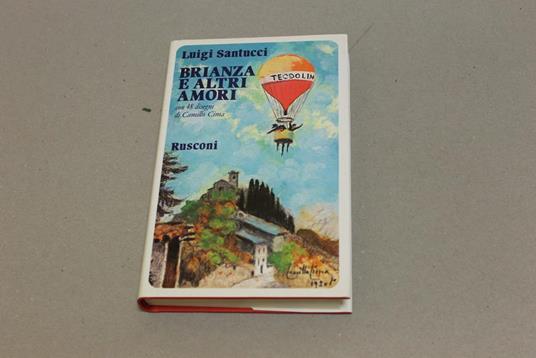 Luigi Santucci
BRIANZA
E ALTRI
AMORI
con 48 disegni
di Camillo Cima
Rusconi
TEODOLIN